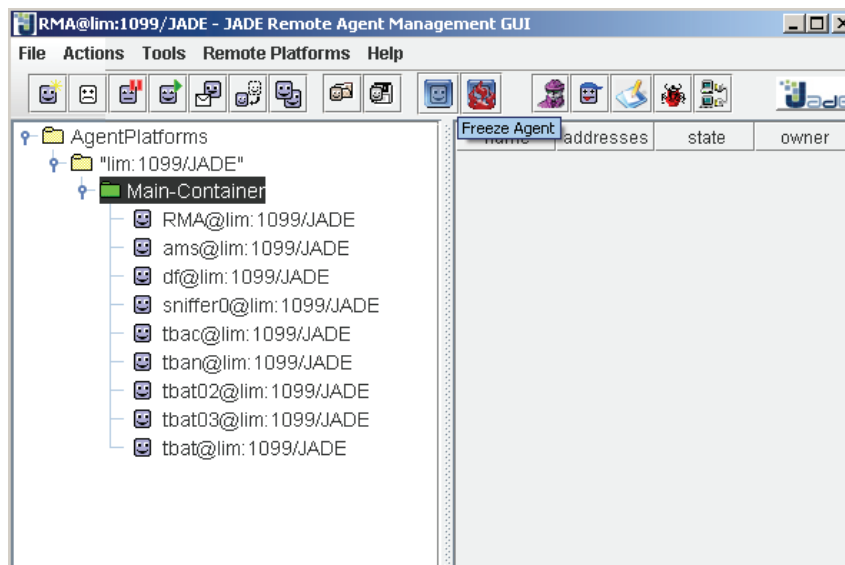 RMA@lim:1099/JADE - JADE Remote Agent Management GUI
File Actions Tools Remote Platforms Help
Jade
Freeze Agent
name addresses state owner
AgentPlatforms
"lim:1099/JADE"
Main-Container
RMA@lim:1099/JADE
ams@lim:1099/JADE
df@lim:1099/JADE
sniffer0@lim:1099/JADE
tbac@lim:1099/JADE
tban@lim:1099/JADE
tbat02@lim:1099/JADE
tbat03@lim:1099/JADE
tbat@lim:1099/JADE